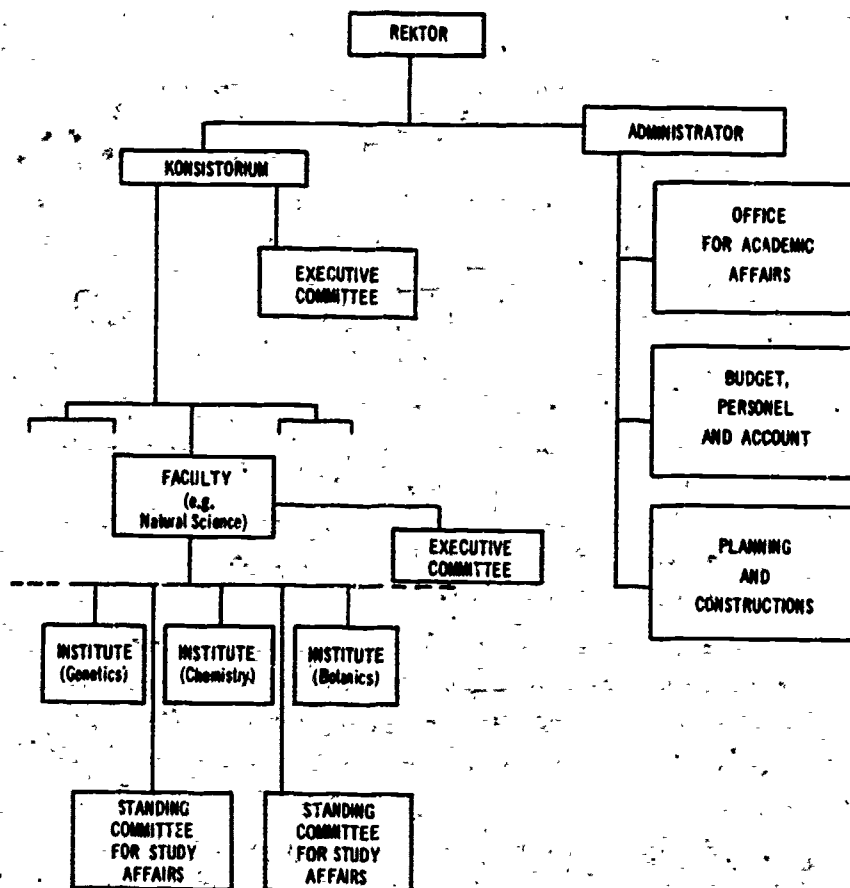 REKTOR
ADMINISTRATOR
KONSISTORIUM
OFFICE
FOR ACADEMIC
AFFAIRS
EXECUTIVE
COMMITTEE
BUDGET,
PERSONEL
AND ACCOUNT
FACULTY
(e.g.
Natural Science)
EXECUTIVE
COMMITTEE
PLANNING
AND
CONSTRUCTIONS
INSTITUTE
(Genetics)
INSTITUTE
(Chemistry)
INSTITUTE
(Botanics)
STANDING
COMMITTEE
FOR STUDY
AFFAIRS
STANDING
COMMITTEE
FOR STUDY
AFFAIRS